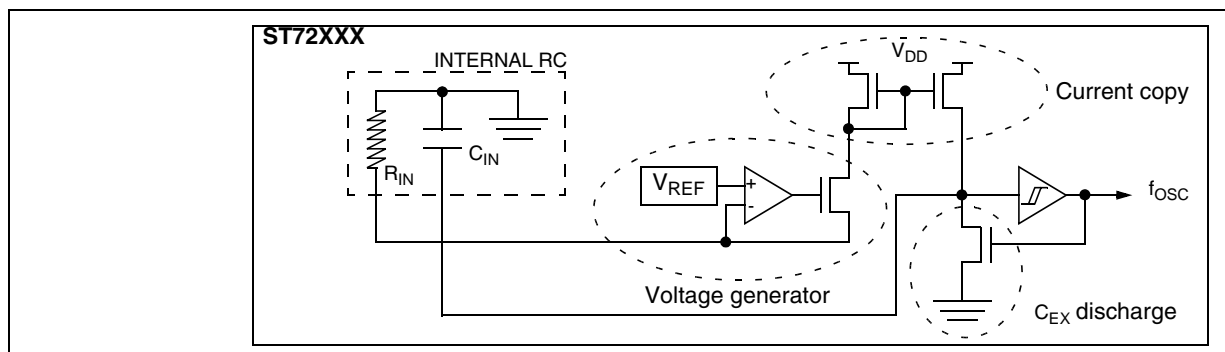 ST72XXX
INTERNAL RC
VDD
Current copy
RIN
CIN
VREF
+
-
fOSC
Voltage generator
CEX discharge